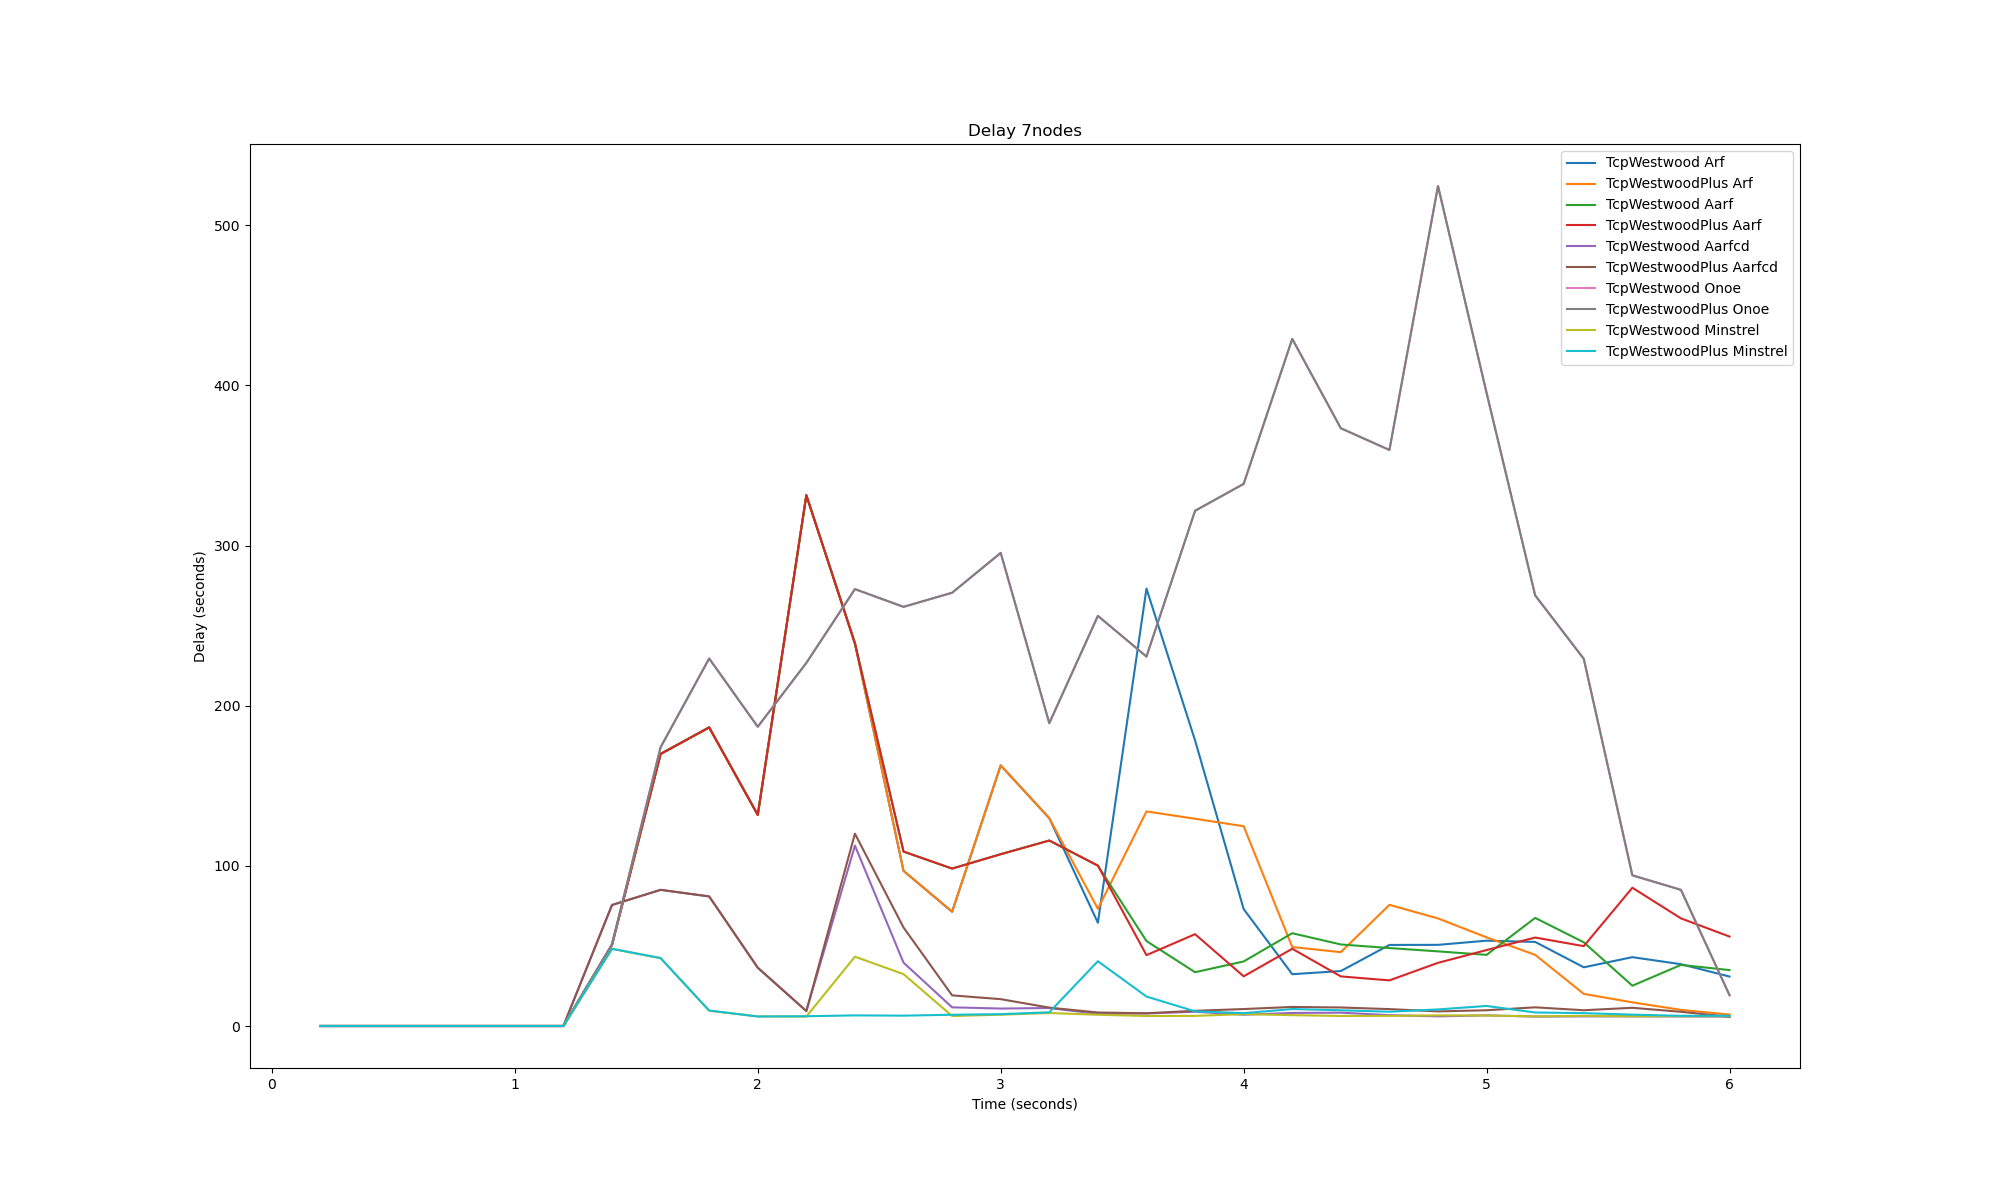 Delay 7nodes
TcpWestwood Arf
TcpWestwoodPlus Arf
TcpWestwood Aarf
TcpWestwoodPlus Aarf
TcpWestwood Aarfcd
TcpWestwoodPlus Aarfcd
TcpWestwood Onoe
TcpWestwoodPlus Onoe
TcpWestwood Minstrel
TcpWestwoodPlus Minstrel
500
400
300
200
100
0
Delay (seconds)
0 1 2 3 4 5 6
Time (seconds)